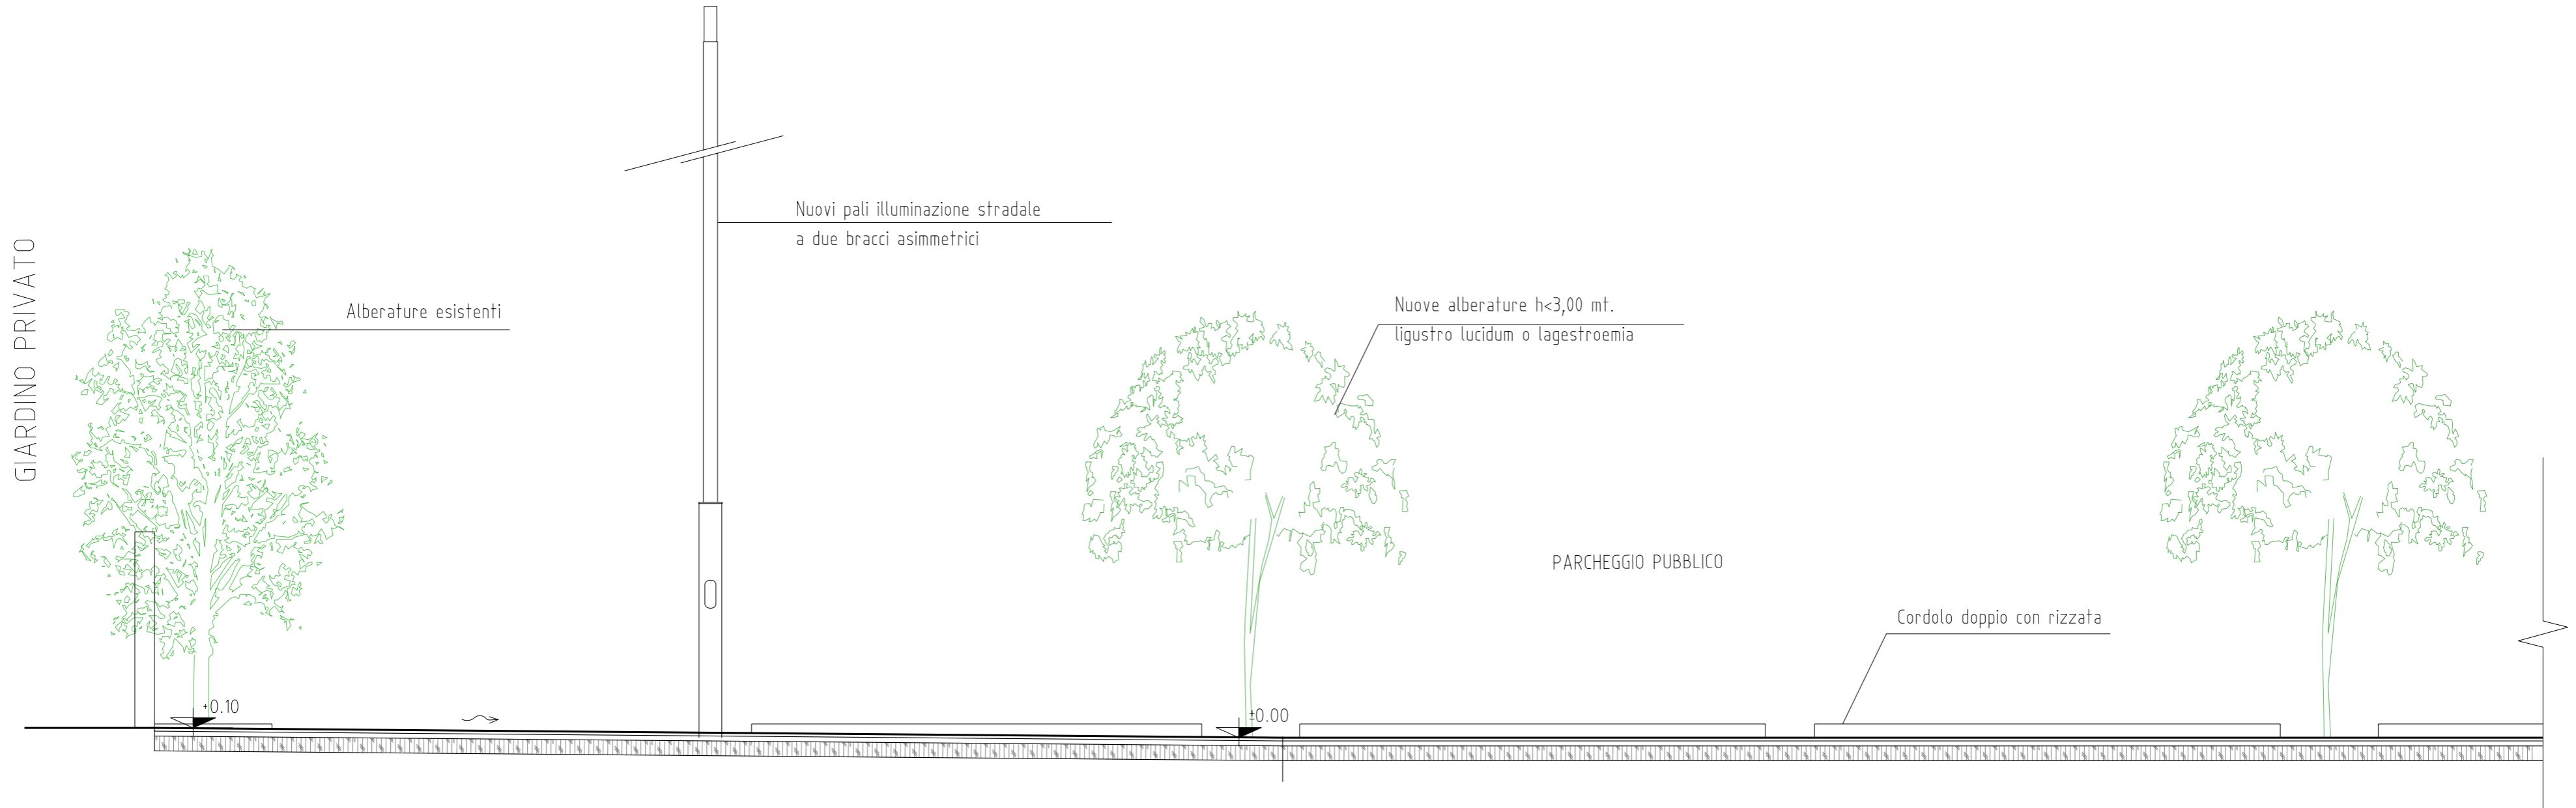 GIARDINO PRIVATO
Nuovi pali illuminazione stradale
a due bracci asimmetrici
Alberature esistenti
Nuove alberature h<3,00 mt.
ligustro lucidum o lagestroemia
PARCHEGGIO PUBBLICO
Cordolo doppio con rizzata
+0.10
±0.00